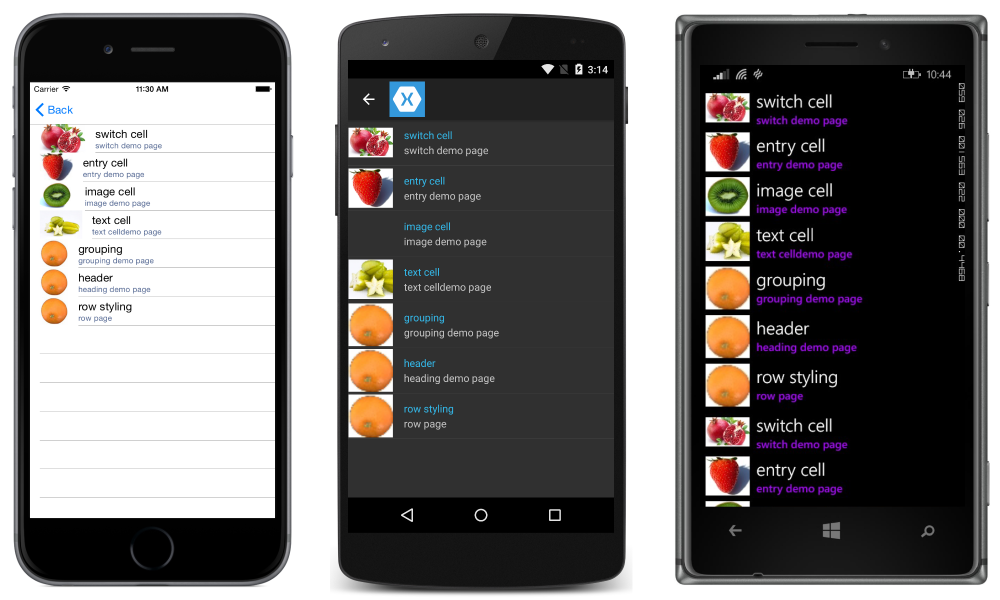 Carrier
11:30 AM
Back
switch cell
switch demo page
entry cell
entry demo page
image cell
image demo page
text cell
text celldemo page
grouping
grouping demo page
header
heading demo page
row styling
row page
3:14
X
switch cell
switch demo page
entry cell
entry demo page
image cell
image demo page
text cell
text celldemo page
grouping
grouping demo page
header
heading demo page
row styling
row page
10:44
switch cell
switch demo page
entry cell
entry demo page
image cell
image demo page
text cell
text celldemo page
grouping
grouping demo page
header
heading demo page
row styling
row page
switch cell
switch demo page
entry cell
entry demo page